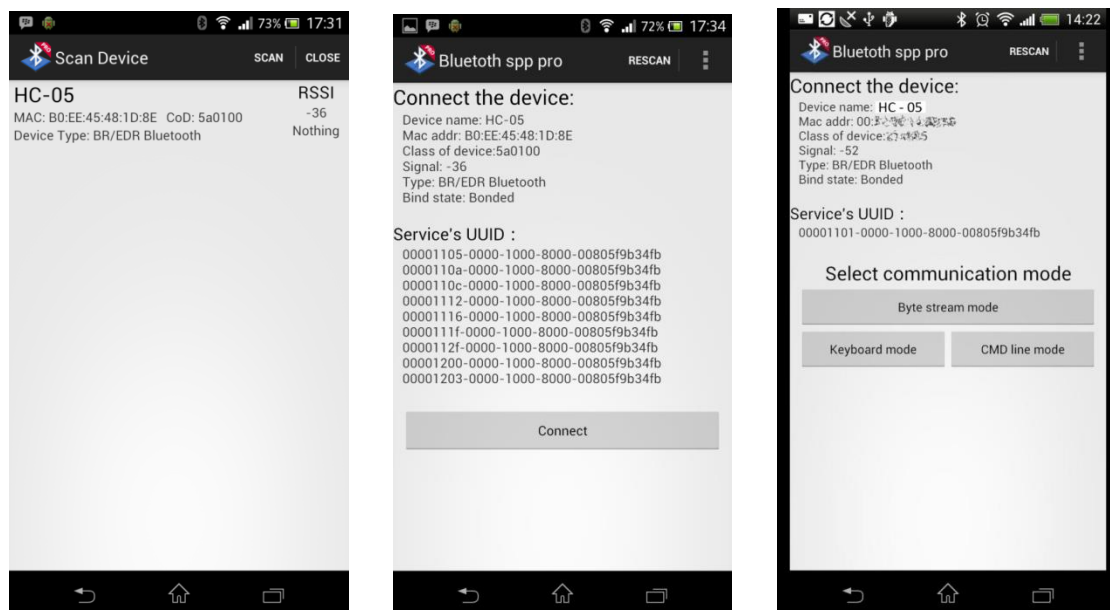 73% 17:31
Scan Device SCAN CLOSE
HC-05 RSSI
MAC: B0:EE:45:48:1D:8E CoD: 5a0100 -36
Device Type: BR/EDR Bluetooth Nothing
72% 17:34
Bluetoth spp pro RESCAN
Connect the device:
Device name: HC-05
Mac addr: B0:EE:45:48:1D:8E
Class of device:5a0100
Signal: -36
Type: BR/EDR Bluetooth
Bind state: Bonded
Service's UUID :
00001105-0000-1000-8000-00805f9b34fb
0000110a-0000-1000-8000-00805f9b34fb
0000110c-0000-1000-8000-00805f9b34fb
00001112-0000-1000-8000-00805f9b34fb
00001116-0000-1000-8000-00805f9b34fb
0000111f-0000-1000-8000-00805f9b34fb
0000112f-0000-1000-8000-00805f9b34fb
00001200-0000-1000-8000-00805f9b34fb
00001203-0000-1000-8000-00805f9b34fb
Connect
14:22
Bluetoth spp pro RESCAN
Connect the device:
Device name: HC - 05
Mac addr: 00:
Class of device:
Signal: -52
Type: BR/EDR Bluetooth
Bind state: Bonded
Service's UUID :
00001101-0000-1000-8000-00805f9b34fb
Select communication mode
Byte stream mode
Keyboard mode CMD line mode